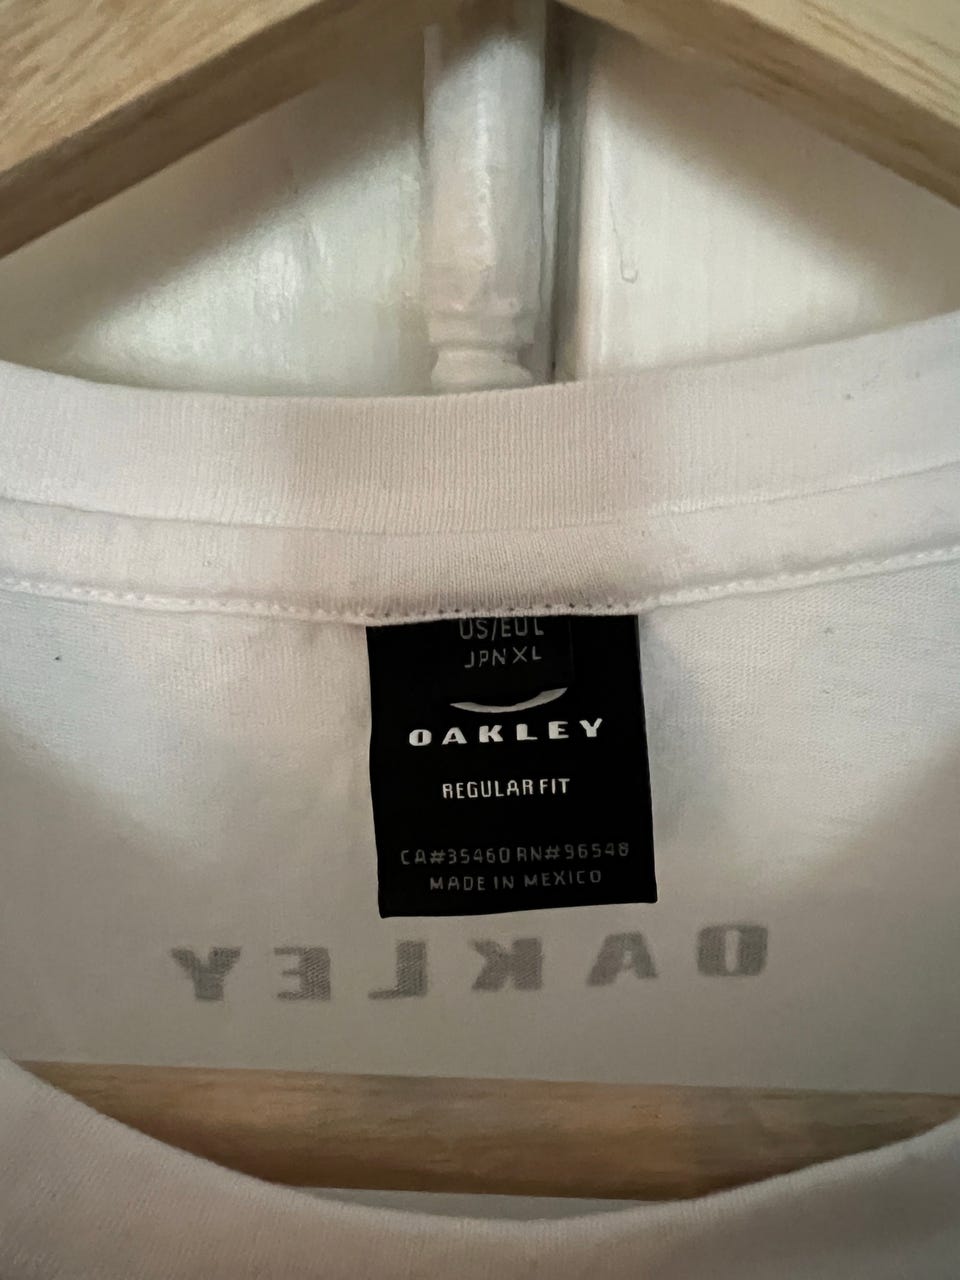 US/EU L
JPN XL
OAKLEY
REGULAR FIT
CA#35460 RN#96548
MADE IN MEXICO
OAKLEY